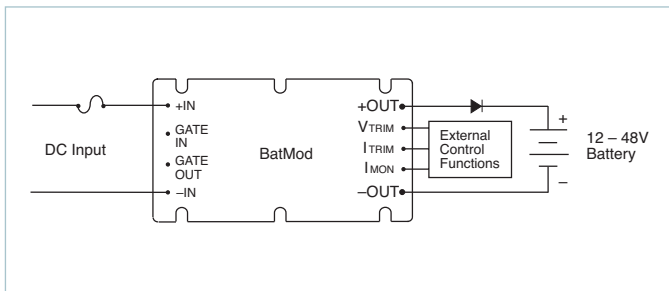 DC Input
+IN
GATE
IN
GATE
OUT
–IN
BatMod
+OUT
VTRIM
ITRIM
IMON
–OUT
External
Control
Functions
+
–
12 – 48V
Battery